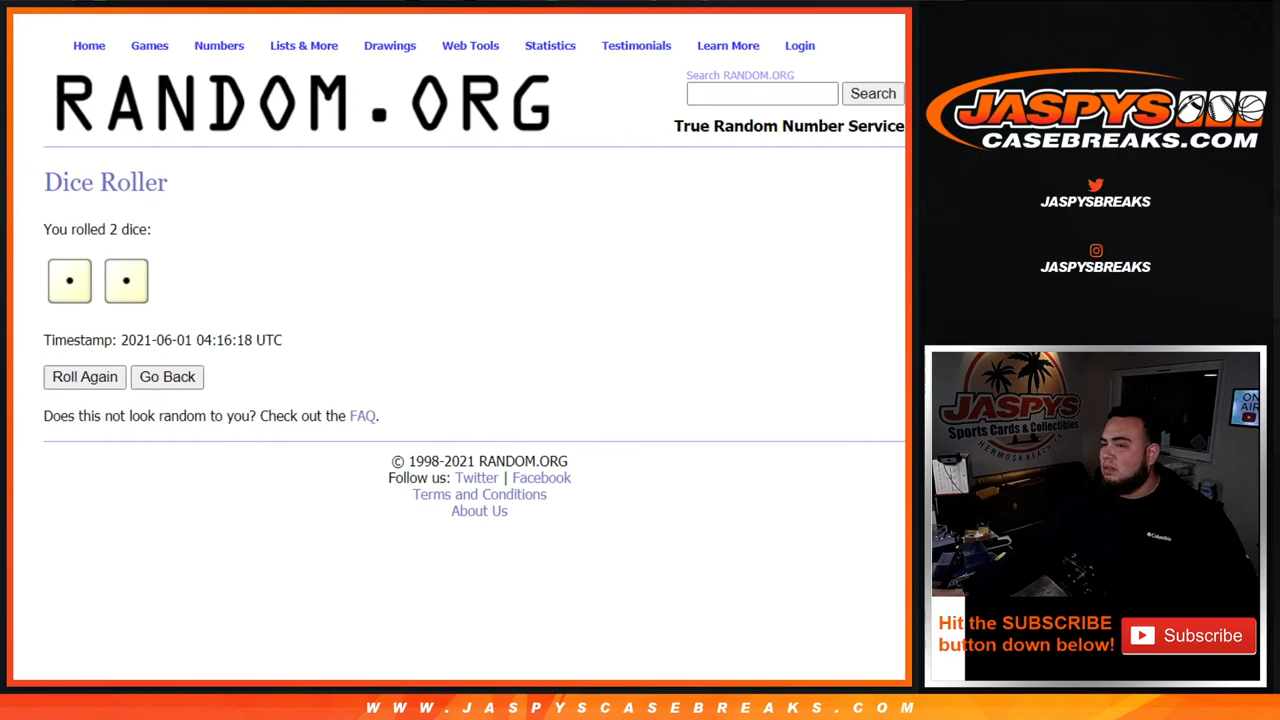 Home Games Numbers Lists & More Drawings Web Tools Statistics Testimonials Learn More Login
RANDOM.ORG
Search RANDOM.ORG
Search
True Random Number Service
Dice Roller
You rolled 2 dice:
Timestamp: 2021-06-01 04:16:18 UTC
Roll Again Go Back
Does this not look random to you? Check out the FAQ.
© 1998-2021 RANDOM.ORG
Follow us: Twitter | Facebook
Terms and Conditions
About Us
JASPYS
CASEBREAKS.COM
JASPYSBREAKS
JASPYSBREAKS
JASPYS
Sports Cards & Collectibles
HERMOSA BEACH, CA
ON
AIR
Columbia
Hit the SUBSCRIBE
button down below!
Subscribe
WWW.JASPYSCASEBREAKS.COM